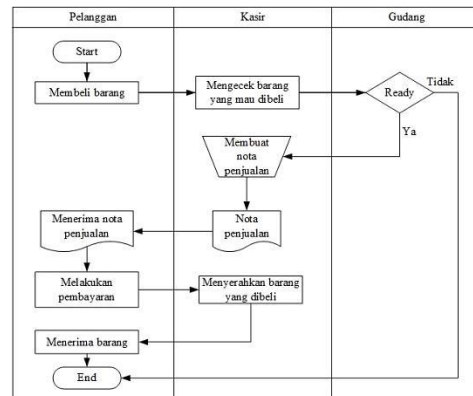 Pelanggan
Kasir
Gudang
Start
Membeli barang
Mengecek barang
yang mau dibeli
Ready
Tidak
Ya
Membuat
nota
penjualan
Nota
penjualan
Menerima nota
penjualan
Melakukan
pembayaran
Menyerahkan barang
yang dibeli
Menerima barang
End